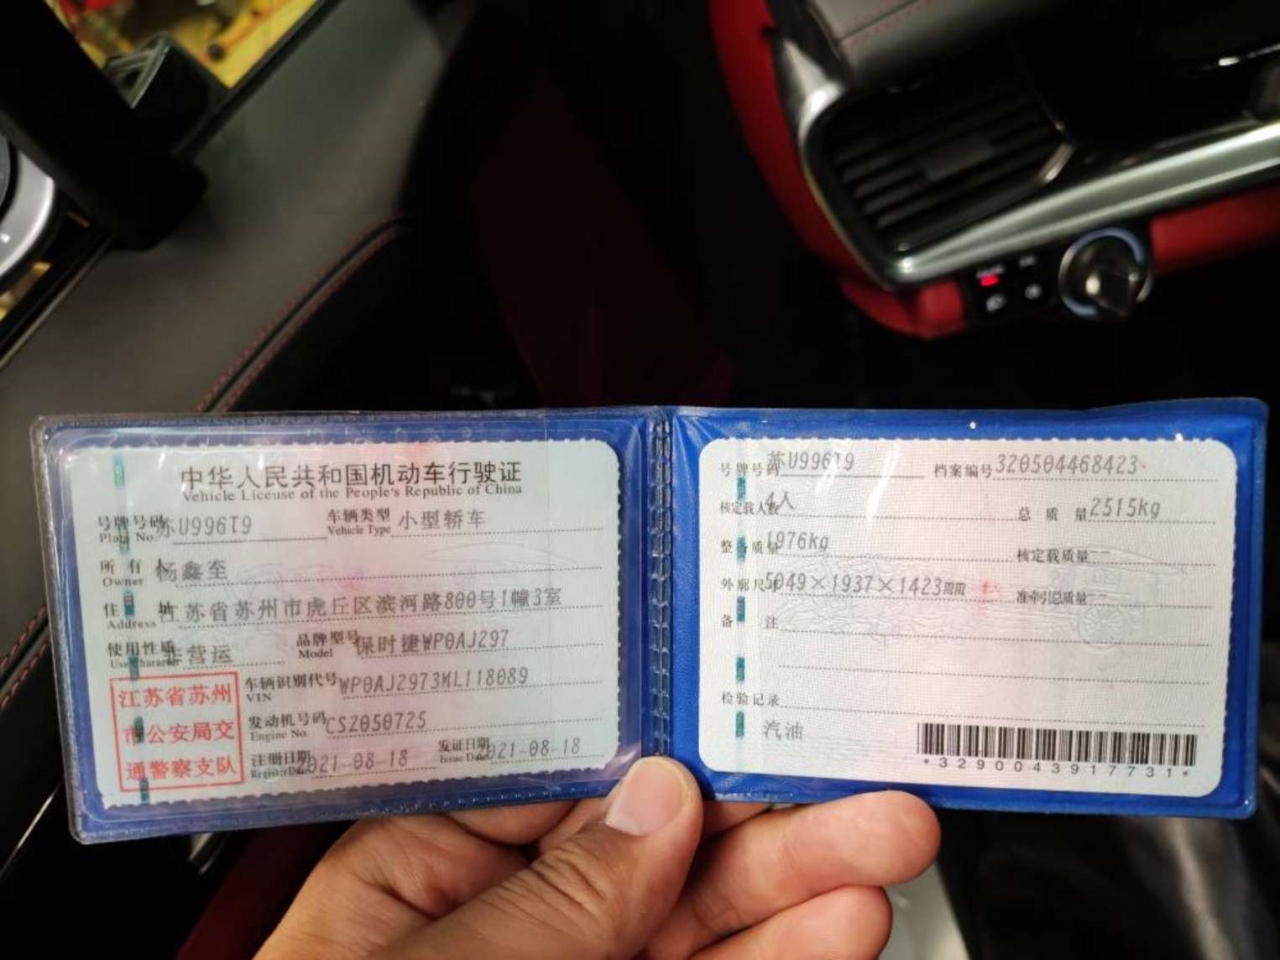 中华人民共和国机动车行驶证
Vehicle License of the People's Republic of China
号牌号码 苏U996T9 车辆类型 小型轿车
Plate No. Vehicle Type
所有人 杨鑫至
Owner
住址 江苏省苏州市虎丘区滨河路800号1幢3室
Address
使用性质 非营运 品牌型号 保时捷WP0AJ297
Use Character Model
江苏省苏州
市公安局交
通警察支队
车辆识别代号 WP0AJ2973ML118089
VIN
发动机号码 CS2050725
Engine No.
注册日期 2021-08-18 发证日期 2021-08-18
Register Date Issue Date
号牌号码 苏U996T9 档案编号 320504468423
核定载人数 4人 总质量 2515kg
整备质量 1976kg 核定载质量 --
外廓尺寸 5049×1937×1423mm 准牵引总质量 --
备注
检验记录
汽油
*3290043917731*